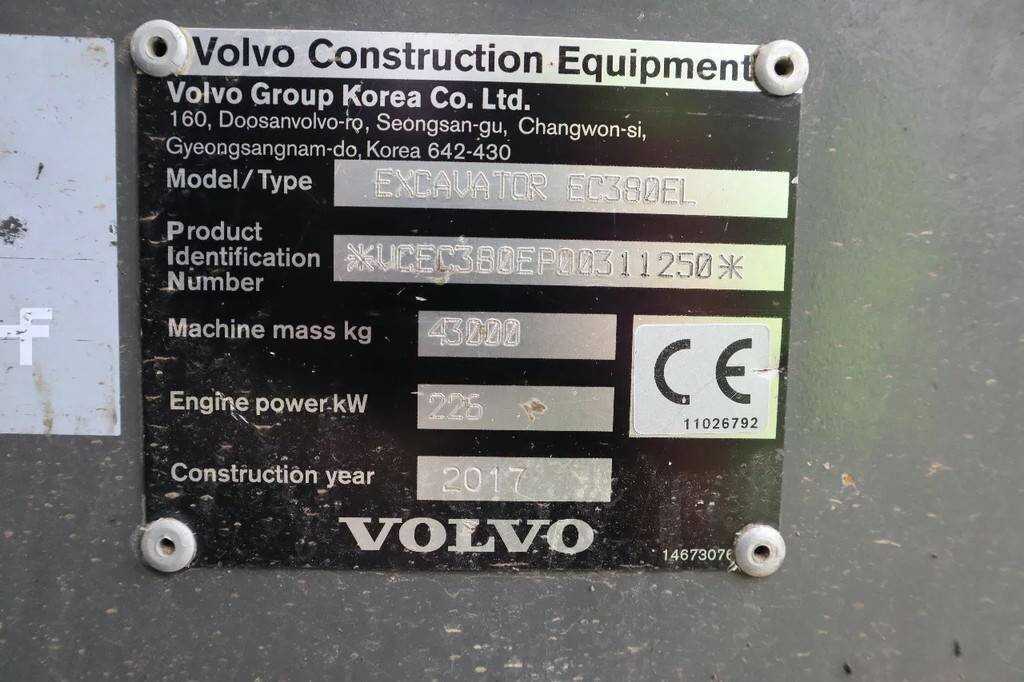 Volvo Construction Equipment
Volvo Group Korea Co. Ltd.
160, Doosanvolvo-ro, Seongsan-gu, Changwon-si,
Gyeongsangnam-do, Korea 642-430
Model/Type EXCAVATOR EC380EL
Product
Identification
Number
*VCEC380EP00311250*
Machine mass kg 43000
Engine power kW 226
CE
11026792
Construction year 2017
VOLVO